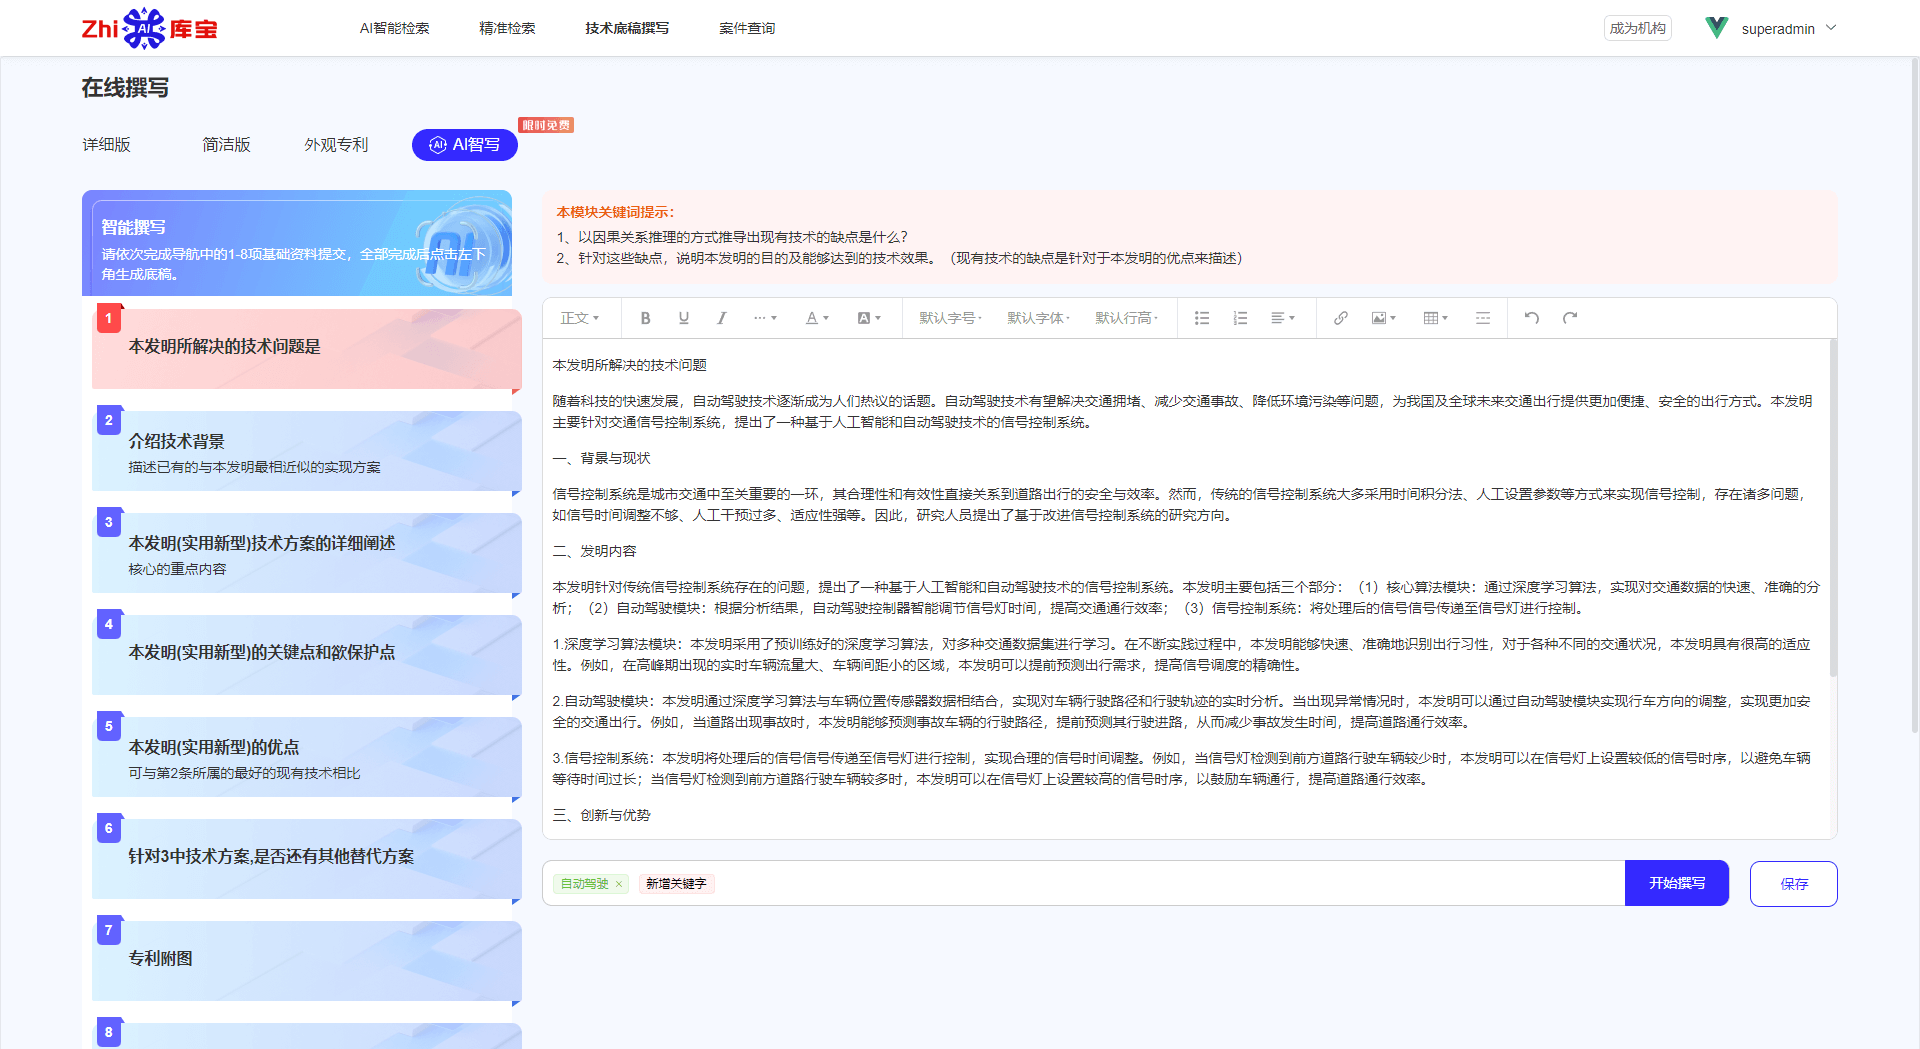 Zhi AI 库宝
AI智能检索
精准检索
技术底稿撰写
案件查询
成为机构
superadmin
在线撰写
详细版
简洁版
外观专利
AI AI智写
限时免费
智能撰写
请依次完成导航中的1-8项基础资料提交，全部完成后点击左下
角生成底稿。
AI
1
本发明所解决的技术问题是
2
介绍技术背景
描述已有的与本发明最相近似的实现方案
3
本发明(实用新型)技术方案的详细阐述
核心的重点内容
4
本发明(实用新型)的关键点和欲保护点
5
本发明(实用新型)的优点
可与第2条所属的最好的现有技术相比
6
针对3中技术方案,是否还有其他替代方案
7
专利附图
8
本模块关键词提示：
1、以因果关系推理的方式推导出现有技术的缺点是什么?
2、针对这些缺点，说明本发明的目的及能够达到的技术效果。（现有技术的缺点是针对于本发明的优点来描述）
正文 B U I ... A A 默认字号 默认字体 默认行高
本发明所解决的技术问题
随着科技的快速发展，自动驾驶技术逐渐成为人们热议的话题。自动驾驶技术有望解决交通拥堵、减少交通事故、降低环境污染等问题，为我国及全球未来交通出行提供更加便捷、安全的出行方式。本发明
主要针对交通信号控制系统，提出了一种基于人工智能和自动驾驶技术的信号控制系统。
一、背景与现状
信号控制系统是城市交通中至关重要的一环，其合理性和有效性直接关系到道路出行的安全与效率。然而，传统的信号控制系统大多采用时间积分法、人工设置参数等方式来实现信号控制，存在诸多问题，
如信号时间调整不够、人工干预过多、适应性强等。因此，研究人员提出了基于改进信号控制系统的研究方向。
二、发明内容
本发明针对传统信号控制系统存在的问题，提出了一种基于人工智能和自动驾驶技术的信号控制系统。本发明主要包括三个部分：（1）核心算法模块：通过深度学习算法，实现对交通数据的快速、准确的分
析；（2）自动驾驶模块：根据分析结果，自动驾驶控制器智能调节信号灯时间，提高交通通行效率；（3）信号控制系统：将处理后的信号信号传递至信号灯进行控制。
1.深度学习算法模块：本发明采用了预训练好的深度学习算法，对多种交通数据集进行学习。在不断实践过程中，本发明能够快速、准确地识别出行习性，对于各种不同的交通状况，本发明具有很高的适应
性。例如，在高峰期出现的实时车辆流量大、车辆间距小的区域，本发明可以提前预测出行需求，提高信号调度的精确性。
2.自动驾驶模块：本发明通过深度学习算法与车辆位置传感器数据相结合，实现对车辆行驶路径和行驶轨迹的实时分析。当出现异常情况时，本发明可以通过自动驾驶模块实现行车方向的调整，实现更加安
全的交通出行。例如，当道路出现事故时，本发明能够预测事故车辆的行驶路径，提前预测其行驶进路，从而减少事故发生时间，提高道路通行效率。
3.信号控制系统：本发明将处理后的信号信号传递至信号灯进行控制，实现合理的信号时间调整。例如，当信号灯检测到前方道路行驶车辆较少时，本发明可以在信号灯上设置较低的信号时序，以避免车辆
等待时间过长；当信号灯检测到前方道路行驶车辆较多时，本发明可以在信号灯上设置较高的信号时序，以鼓励车辆通行，提高道路通行效率。
三、创新与优势
自动驾驶 ×
新增关键字
开始撰写
保存